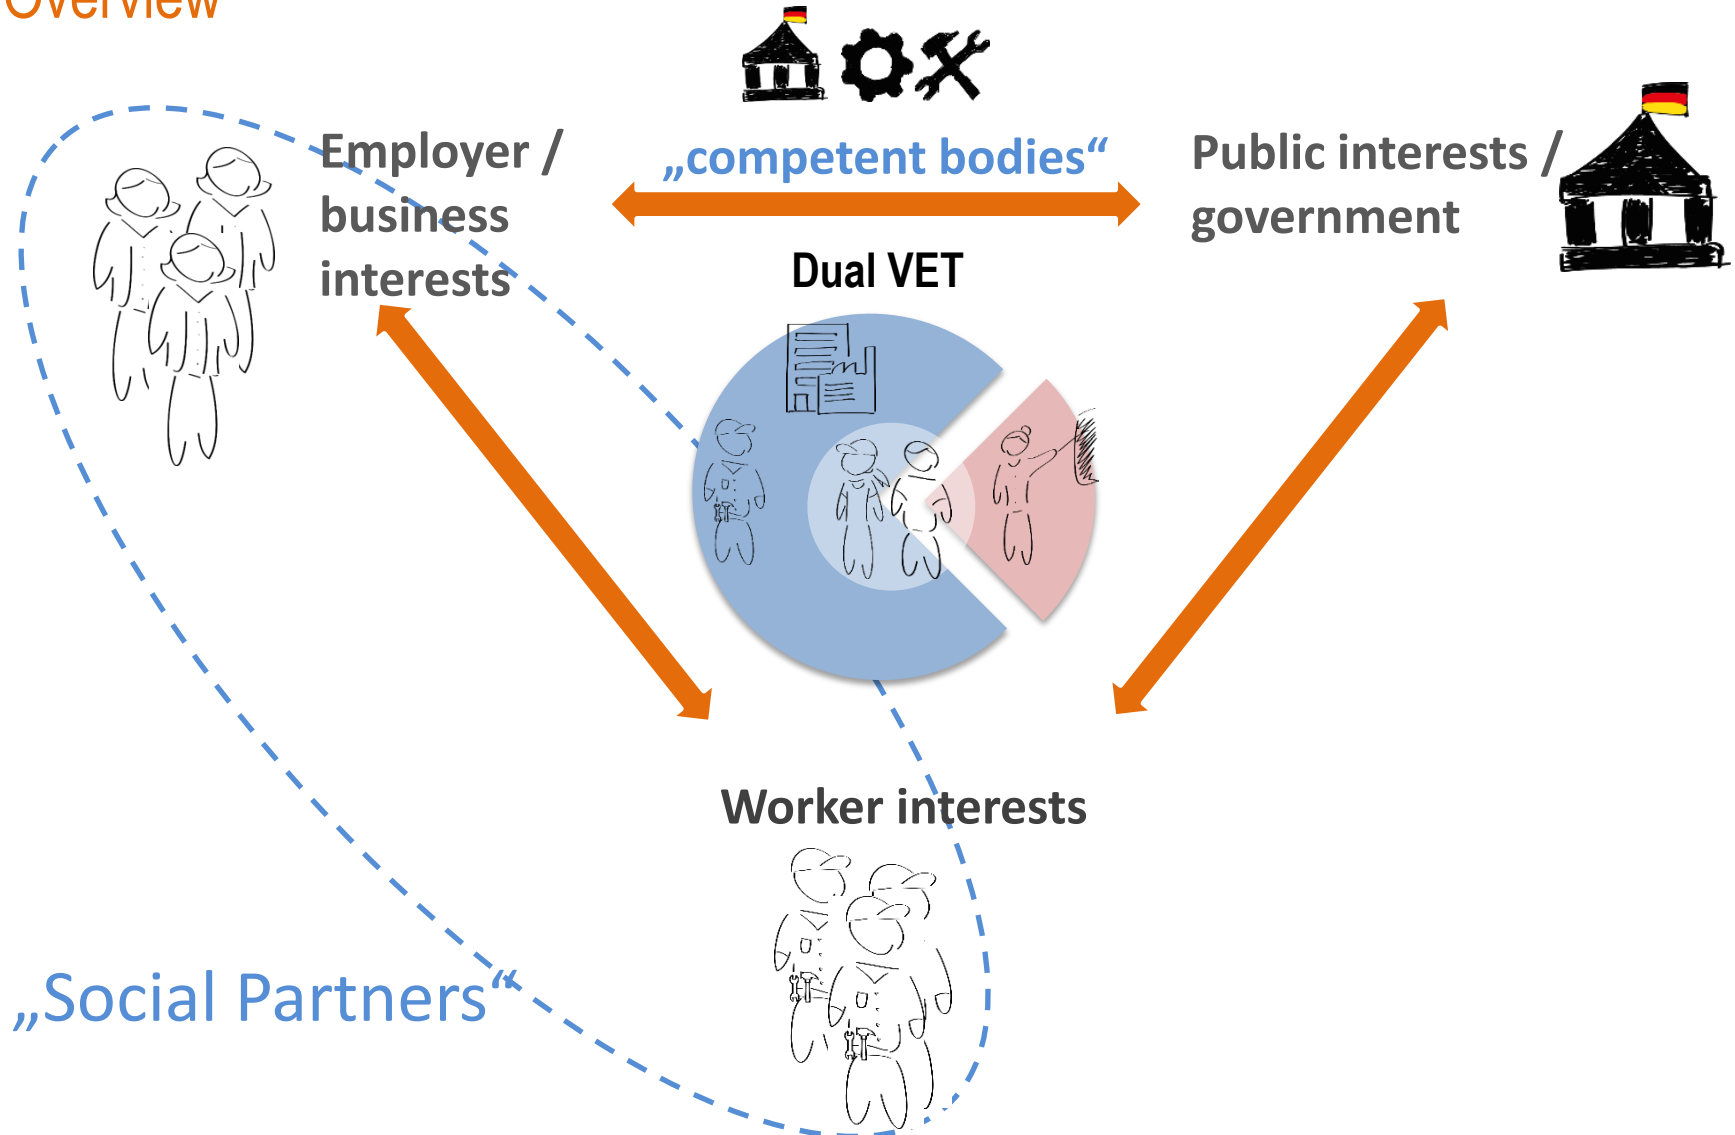 Overview
Employer /
business
interests
„competent bodies“
Public interests /
government
Dual VET
Worker interests
„Social Partners“